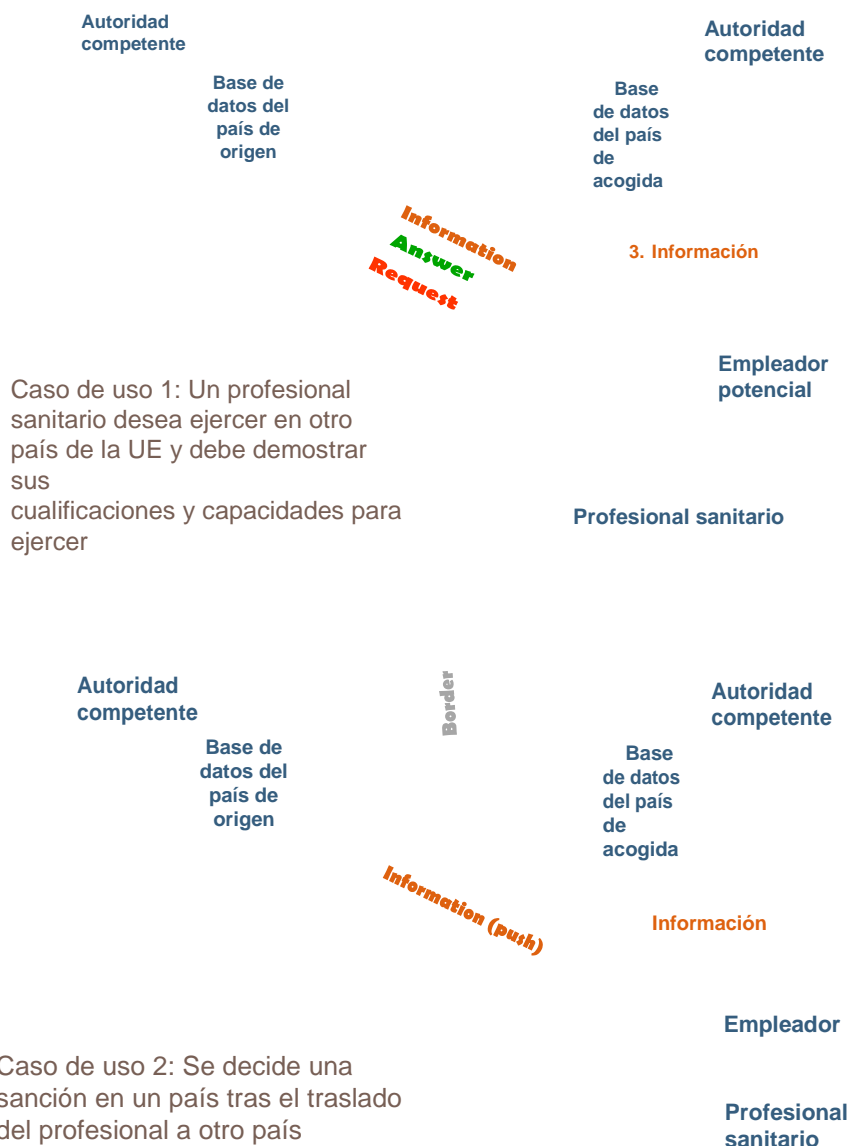 Autoridad
competente
Autoridad
competente
Base de
datos del
país de
origen
Base
de datos
del país
de
acogida
Information
Answer
Request
3. Información
Empleador
potencial
Caso de uso 1: Un profesional
sanitario desea ejercer en otro
país de la UE y debe demostrar
sus
cualificaciones y capacidades para
ejercer
Profesional sanitario
Border
Autoridad
competente
Autoridad
competente
Base de
datos del
país de
origen
Base
de datos
del país
de
acogida
Information (push)
Información
Empleador
Caso de uso 2: Se decide una
sanción en un país tras el traslado
del profesional a otro país
Profesional
sanitario